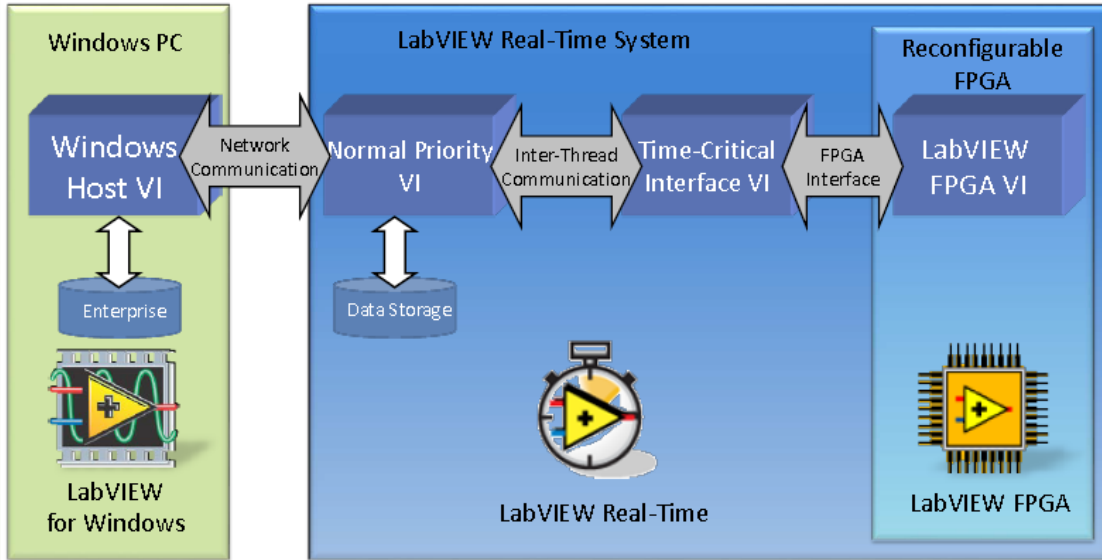 Windows PC
LabVIEW Real-Time System
Reconfigurable
FPGA
Windows
Host VI
Network
Communication
Normal Priority
VI
Inter-Thread
Communication
Time-Critical
Interface VI
FPGA
Interface
LabVIEW
FPGA VI
Enterprise
Data Storage
LabVIEW
for Windows
LabVIEW Real-Time
LabVIEW FPGA